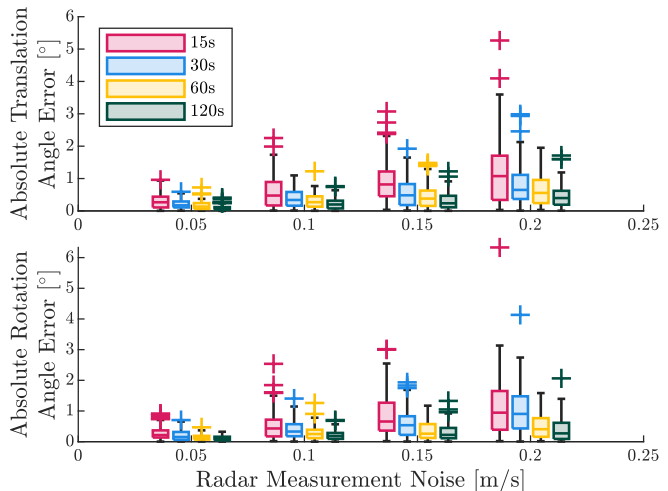 Absolute Translation
Angle Error [°]
6
5
4
3
2
1
0
15s
30s
60s
120s
0
0.05
0.1
0.15
0.2
0.25
Absolute Rotation
Angle Error [°]
6
5
4
3
2
1
0
0
0.05
0.1
0.15
0.2
0.25
Radar Measurement Noise [m/s]